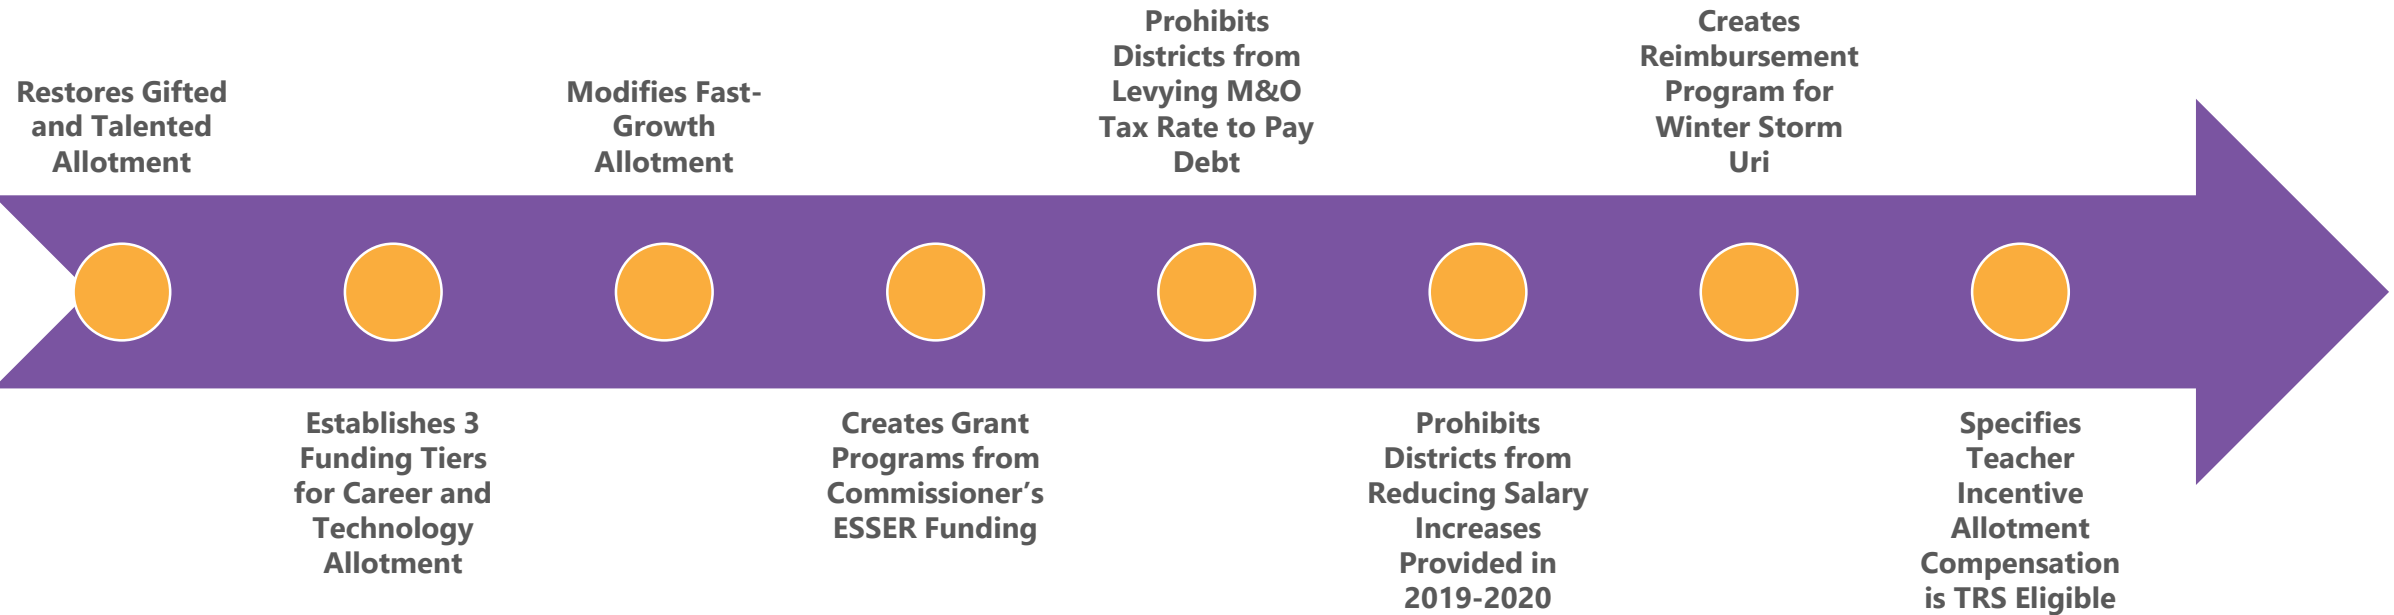 Restores Gifted
and Talented
Allotment
Establishes 3
Funding Tiers
for Career and
Technology
Allotment
Modifies Fast-
Growth
Allotment
Creates Grant
Programs from
Commissioner’s
ESSER Funding
Prohibits
Districts from
Levying M&O
Tax Rate to Pay
Debt
Prohibits
Districts from
Reducing Salary
Increases
Provided in
2019-2020
Creates
Reimbursement
Program for
Winter Storm
Uri
Specifies
Teacher
Incentive
Allotment
Compensation
is TRS Eligible